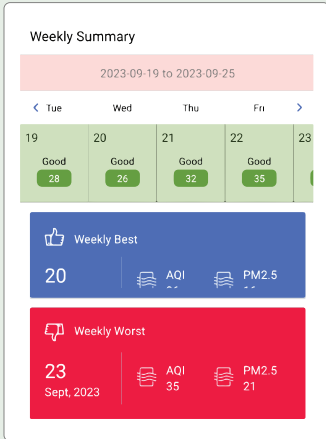 Weekly Summary
2023-09-19 to 2023-09-25
Tue Wed Thu Fri
19 20 21 22 23
Good Good Good Good
28 26 32 35
Weekly Best
20
AQI PM2.5
Weekly Worst
23
Sept, 2023
AQI PM2.5
35 21